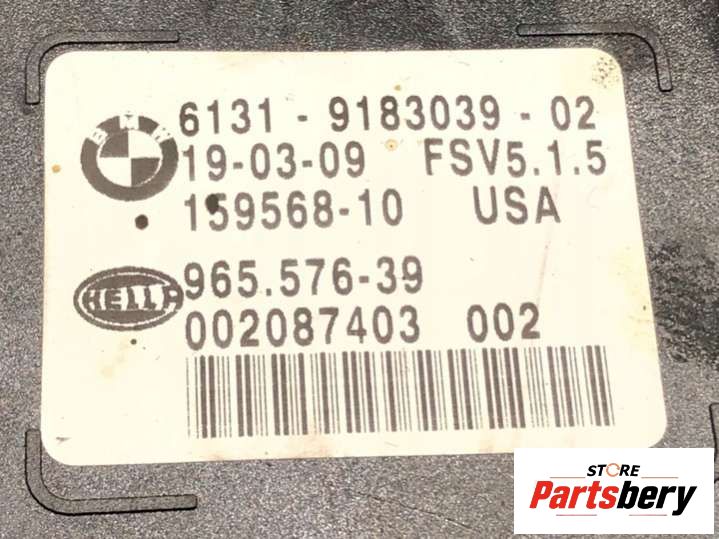 BMW
6131 - 9183039 - 02
19-03-09 FSV5.1.5
159568-10 USA
HELLA
965.576-39
002087403 002
STORE
Partsbery